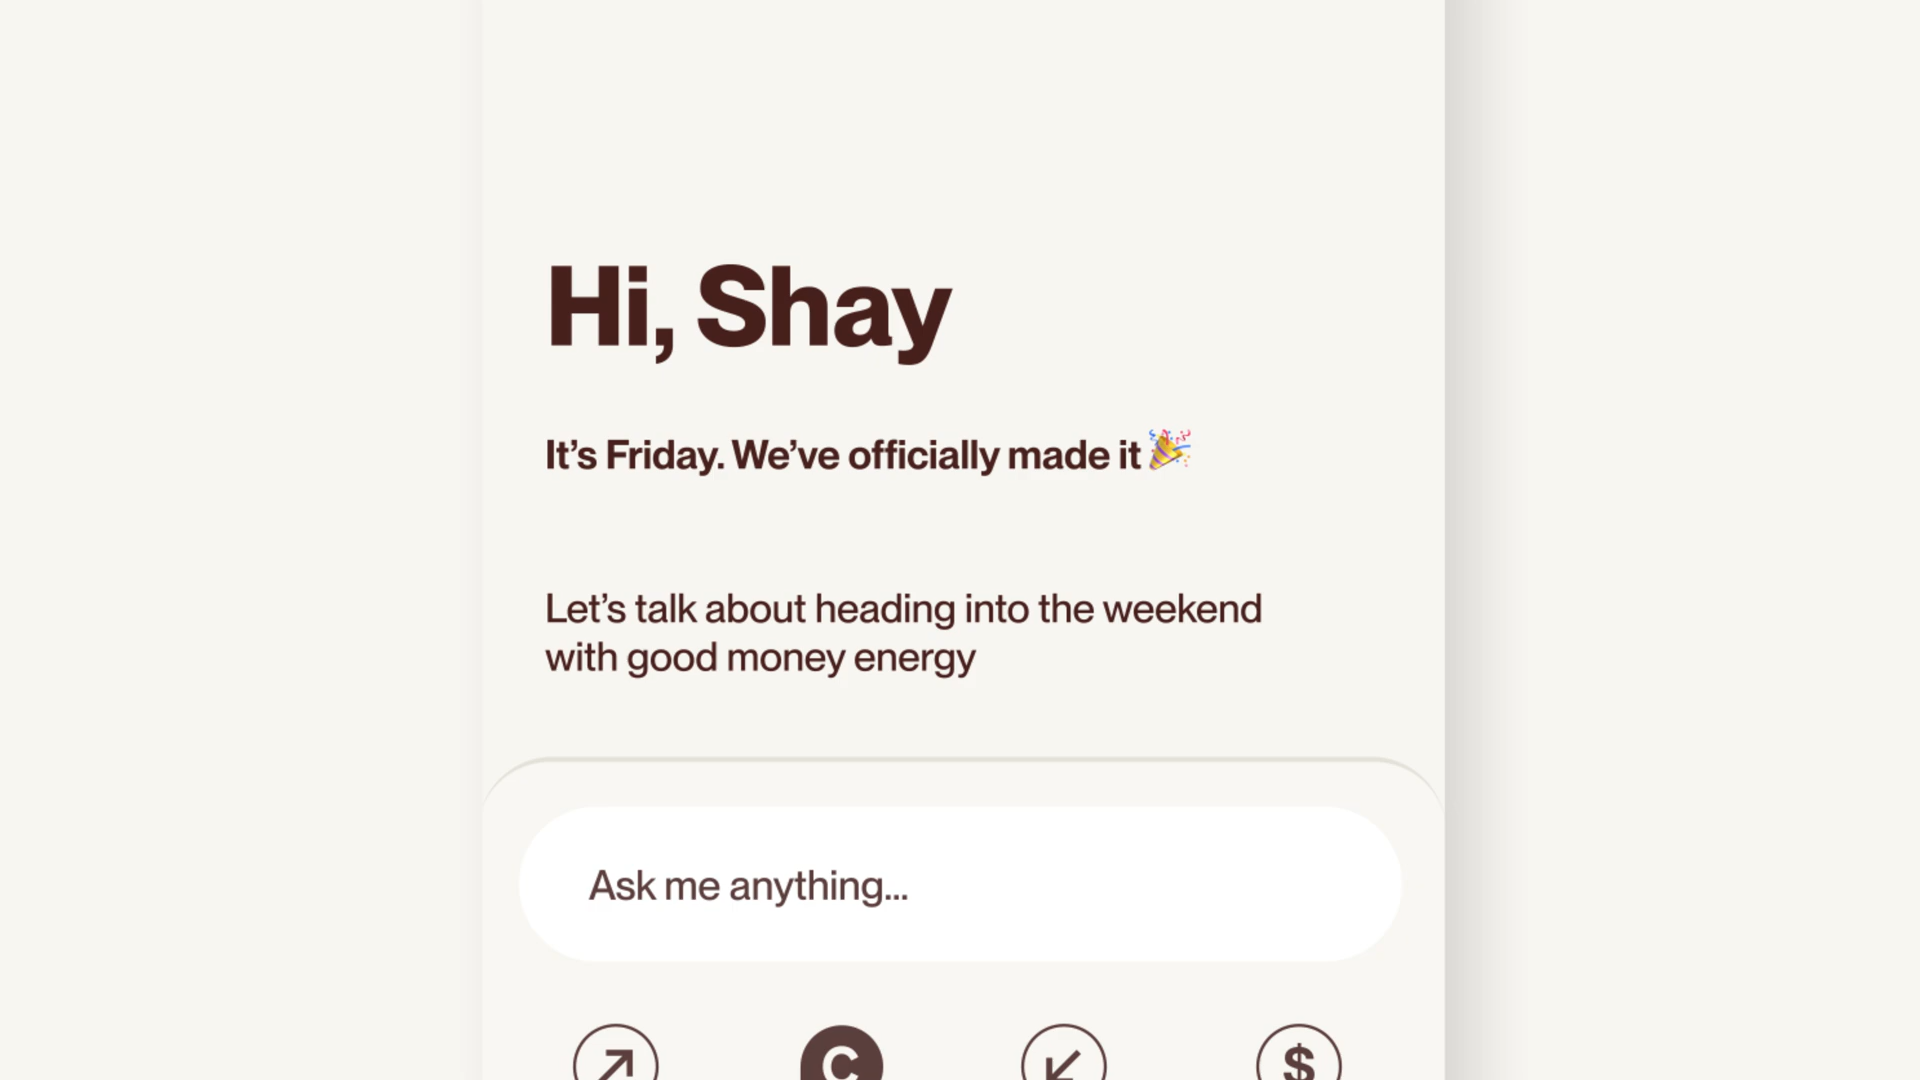 Hi, Shay
It’s Friday. We’ve officially made it 🎉
Let’s talk about heading into the weekend
with good money energy
Ask me anything...
C $